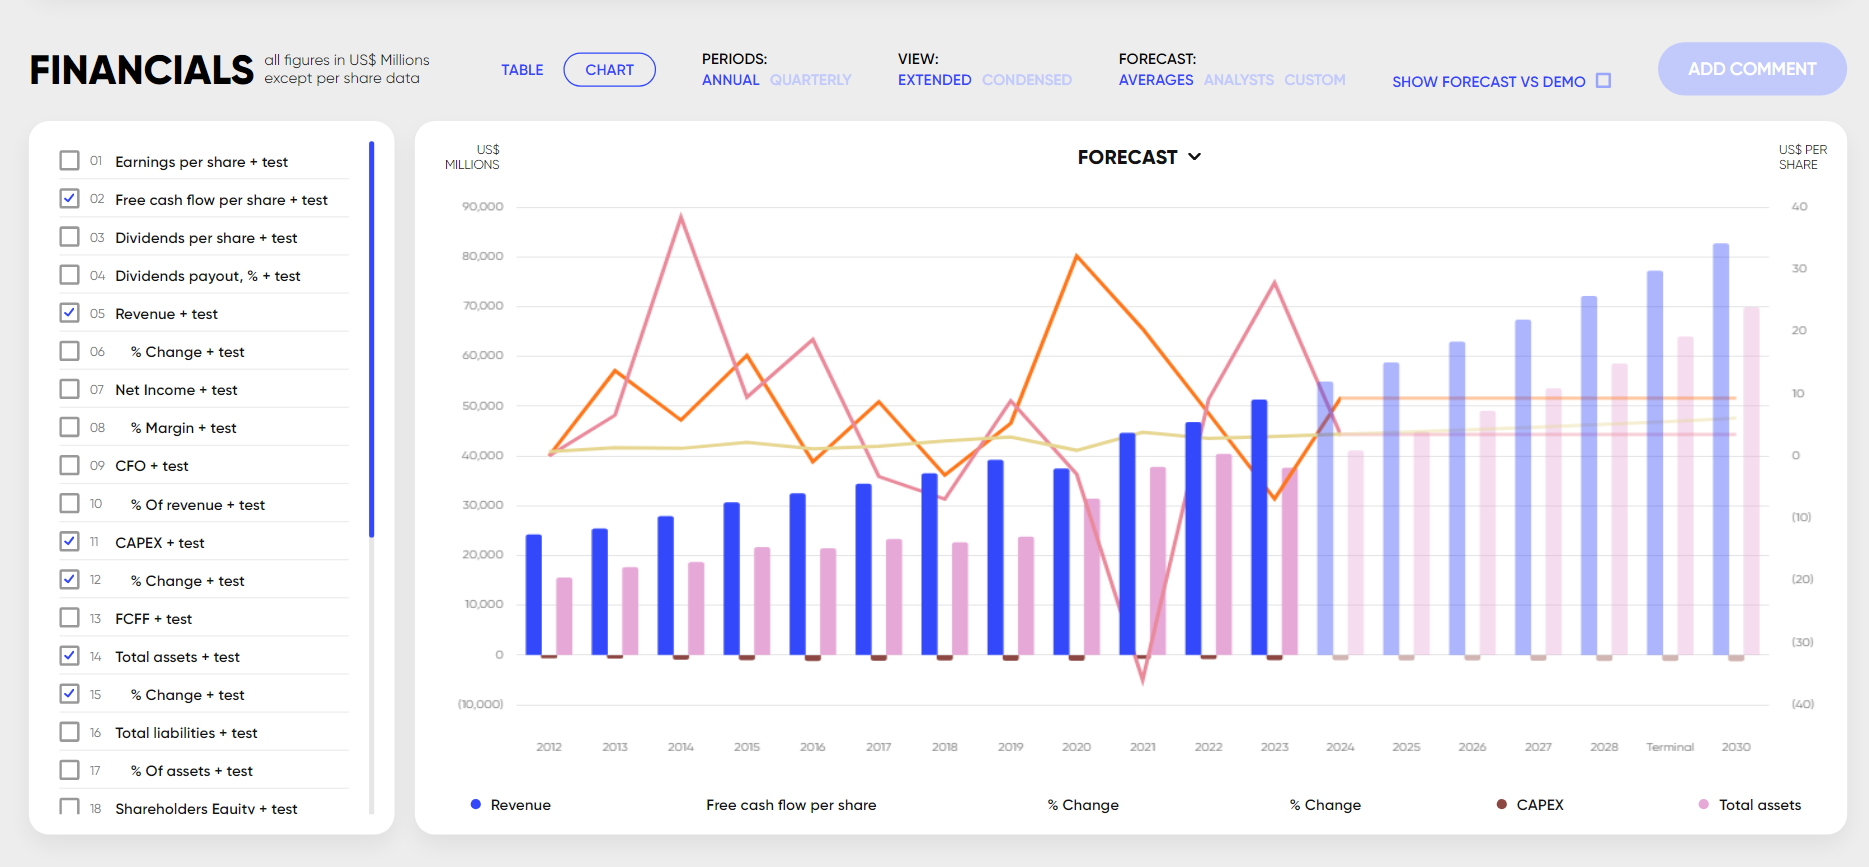 FINANCIALS
all figures in US$ Millions
except per share data
TABLE
CHART
PERIODS:
ANNUAL QUARTERLY
VIEW:
EXTENDED CONDENSED
FORECAST:
AVERAGES ANALYSTS CUSTOM
SHOW FORECAST VS DEMO
ADD COMMENT
01 Earnings per share + test
02 Free cash flow per share + test
03 Dividends per share + test
04 Dividends payout, % + test
05 Revenue + test
06 % Change + test
07 Net Income + test
08 % Margin + test
09 CFO + test
10 % Of revenue + test
11 CAPEX + test
12 % Change + test
13 FCFF + test
14 Total assets + test
15 % Change + test
16 Total liabilities + test
17 % Of assets + test
18 Shareholders Equity + test
US$
MILLIONS
FORECAST
US$ PER
SHARE
90,000
80,000
70,000
60,000
50,000
40,000
30,000
20,000
10,000
0
(10,000)
40
30
20
10
0
(10)
(20)
(30)
(40)
2012 2013 2014 2015 2016 2017 2018 2019 2020 2021 2022 2023 2024 2025 2026 2027 2028 Terminal 2030
Revenue Free cash flow per share % Change % Change CAPEX Total assets